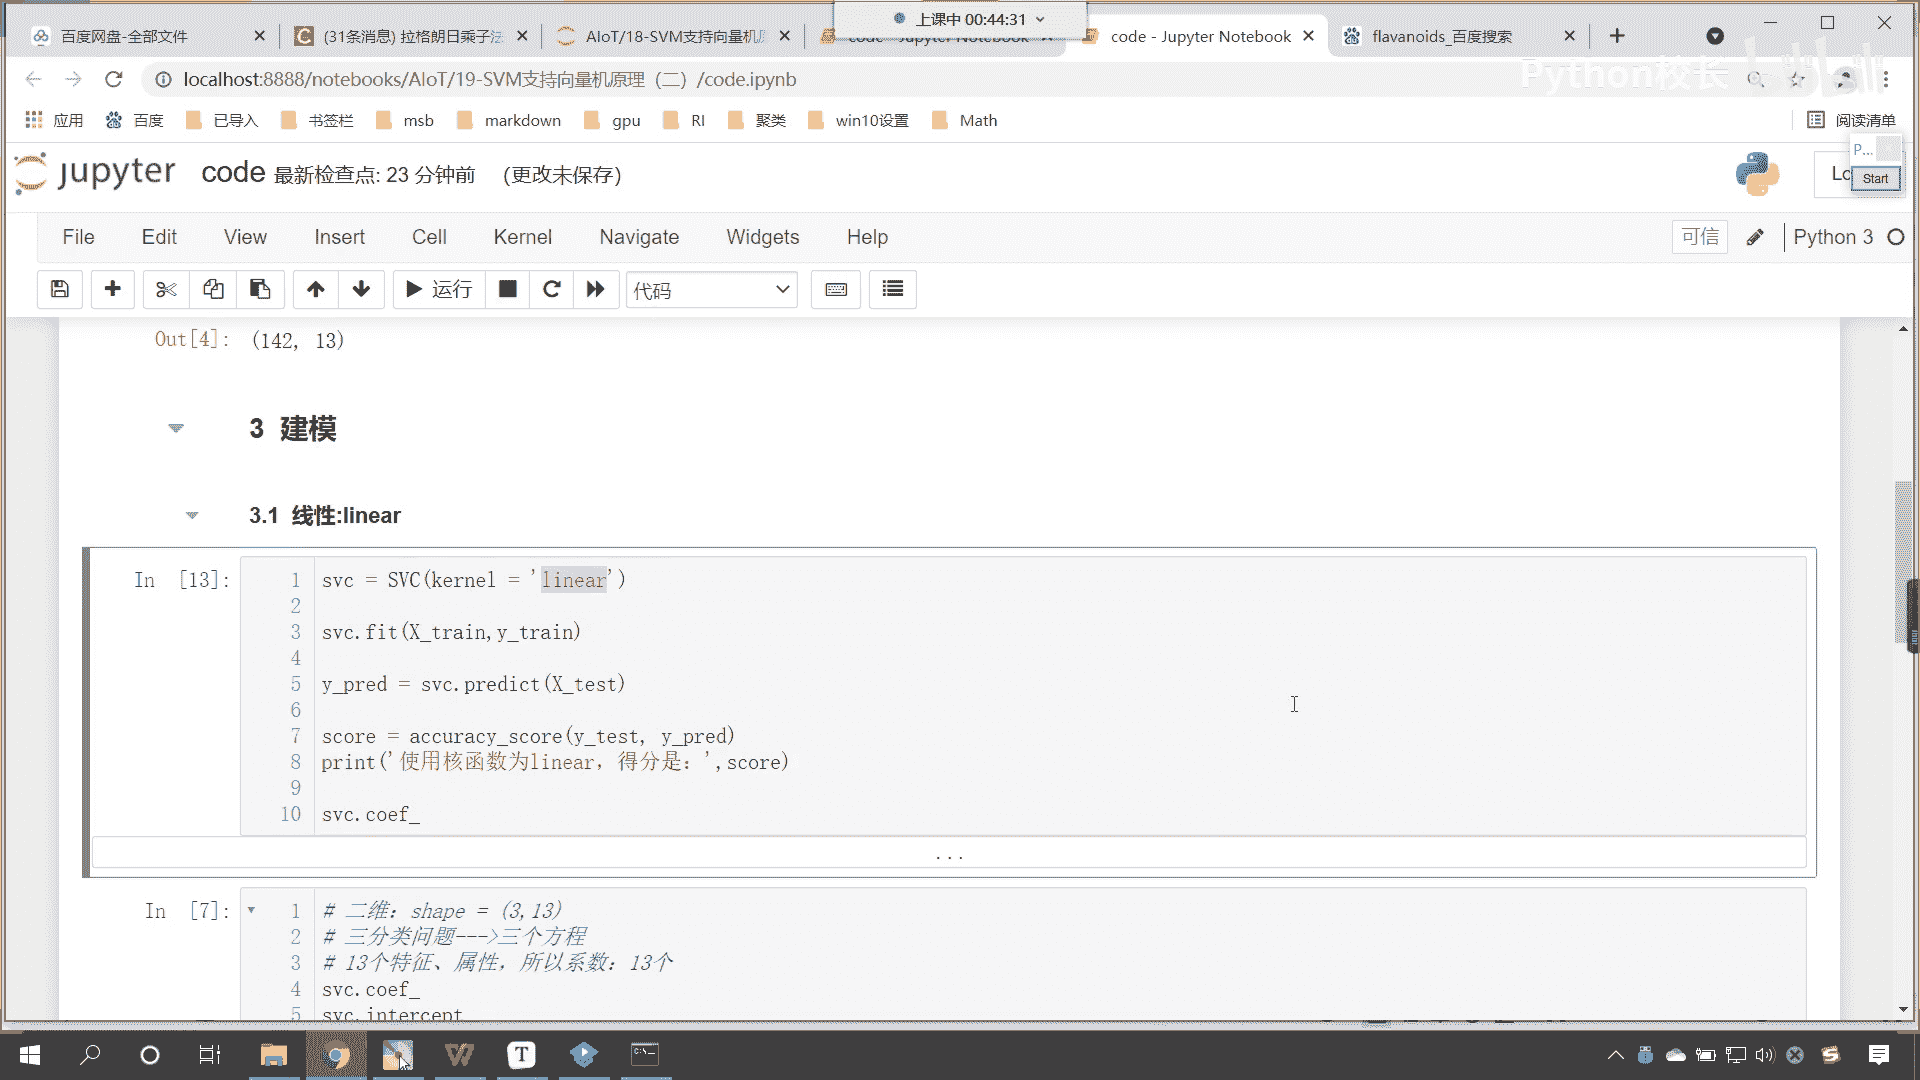 上课中 00:44:31
百度网盘-全部文件
(31条消息) 拉格朗日乘子法
AIoT/18-SVM支持向量机原
code - Jupyter Notebook
code - Jupyter Notebook
flavanoids_百度搜索
localhost:8888/notebooks/AIoT/19-SVM支持向量机原理（二）/code.ipynb
Python校长
bilibili
应用
百度
已导入
书签栏
msb
markdown
gpu
RI
聚类
win10设置
Math
阅读清单
P...
Start
jupyter
code 最新检查点: 23 分钟前 (更改未保存)
Lo
File
Edit
View
Insert
Cell
Kernel
Navigate
Widgets
Help
可信
Python 3
运行
代码
Out[4]: (142, 13)
3 建模
3.1 线性:linear
In [13]:
1 svc = SVC(kernel = 'linear')
2
3 svc.fit(X_train,y_train)
4
5 y_pred = svc.predict(X_test)
6
7 score = accuracy_score(y_test, y_pred)
8 print('使用核函数为linear，得分是：',score)
9
10 svc.coef_
...
In [7]:
1 # 二维：shape = (3,13)
2 # 三分类问题--->三个方程
3 # 13个特征、属性，所以系数：13个
4 svc.coef_
5 svc.intercept_